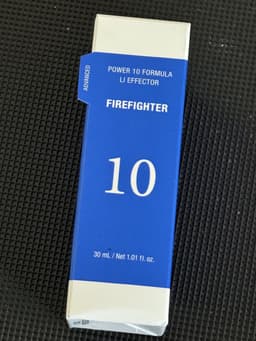 ADVANCED
POWER 10 FORMULA
LI EFFECTOR
FIREFIGHTER
10
30 mL / Net 1.01 fl. oz.